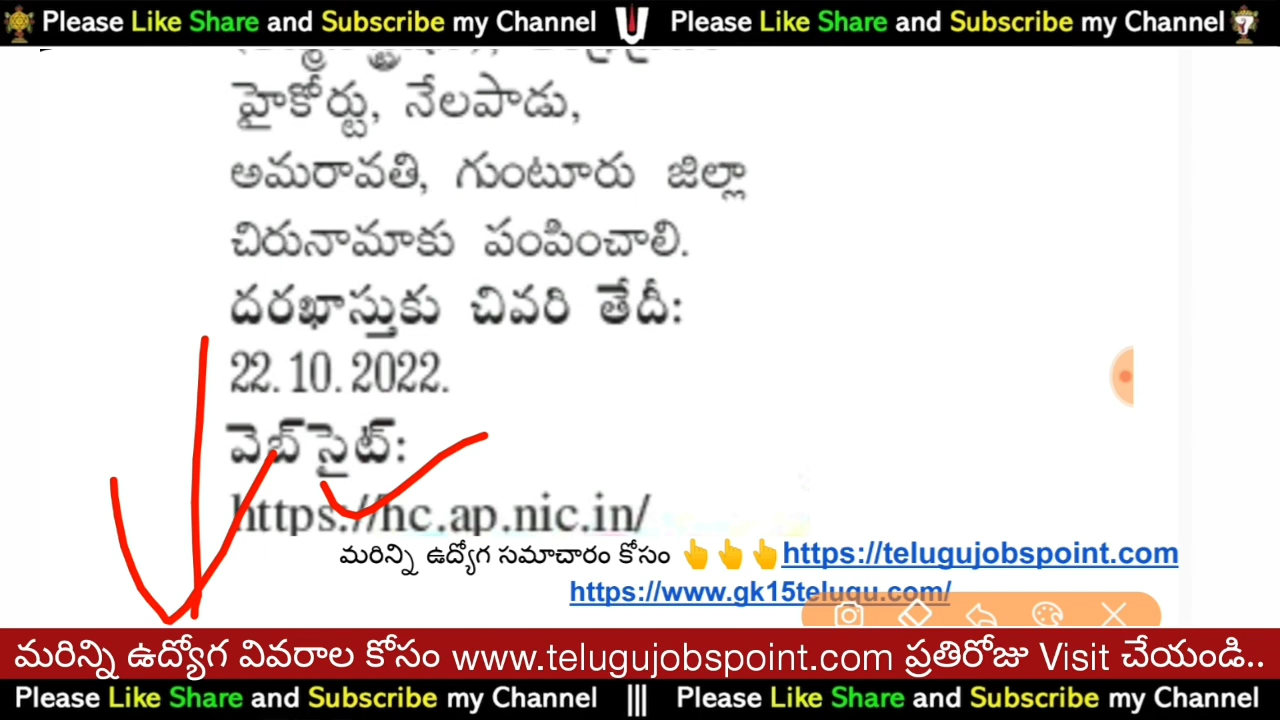 Please Like Share and Subscribe my Channel Please Like Share and Subscribe my Channel
హైకోర్టు, నేలపాడు,
అమరావతి, గుంటూరు జిల్లా
చిరునామాకు పంపించాలి.
దరఖాస్తుకు చివరి తేదీ:
22.10.2022.
వెబ్‌సైట్:
https://hc.ap.nic.in/
మరిన్ని ఉద్యోగ సమాచారం కోసం 👆👆👆https://telugujobspoint.com
https://www.gk15telugu.com/
మరిన్ని ఉద్యోగ వివరాల కోసం www.telugujobspoint.com ప్రతిరోజు Visit చేయండి..
Please Like Share and Subscribe my Channel ||| Please Like Share and Subscribe my Channel